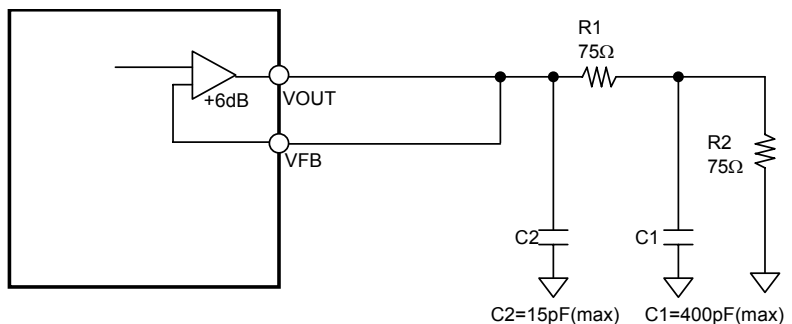 R1
75Ω
+6dB
VOUT
VFB
R2
75Ω
C2
C1
C2=15pF(max)
C1=400pF(max)